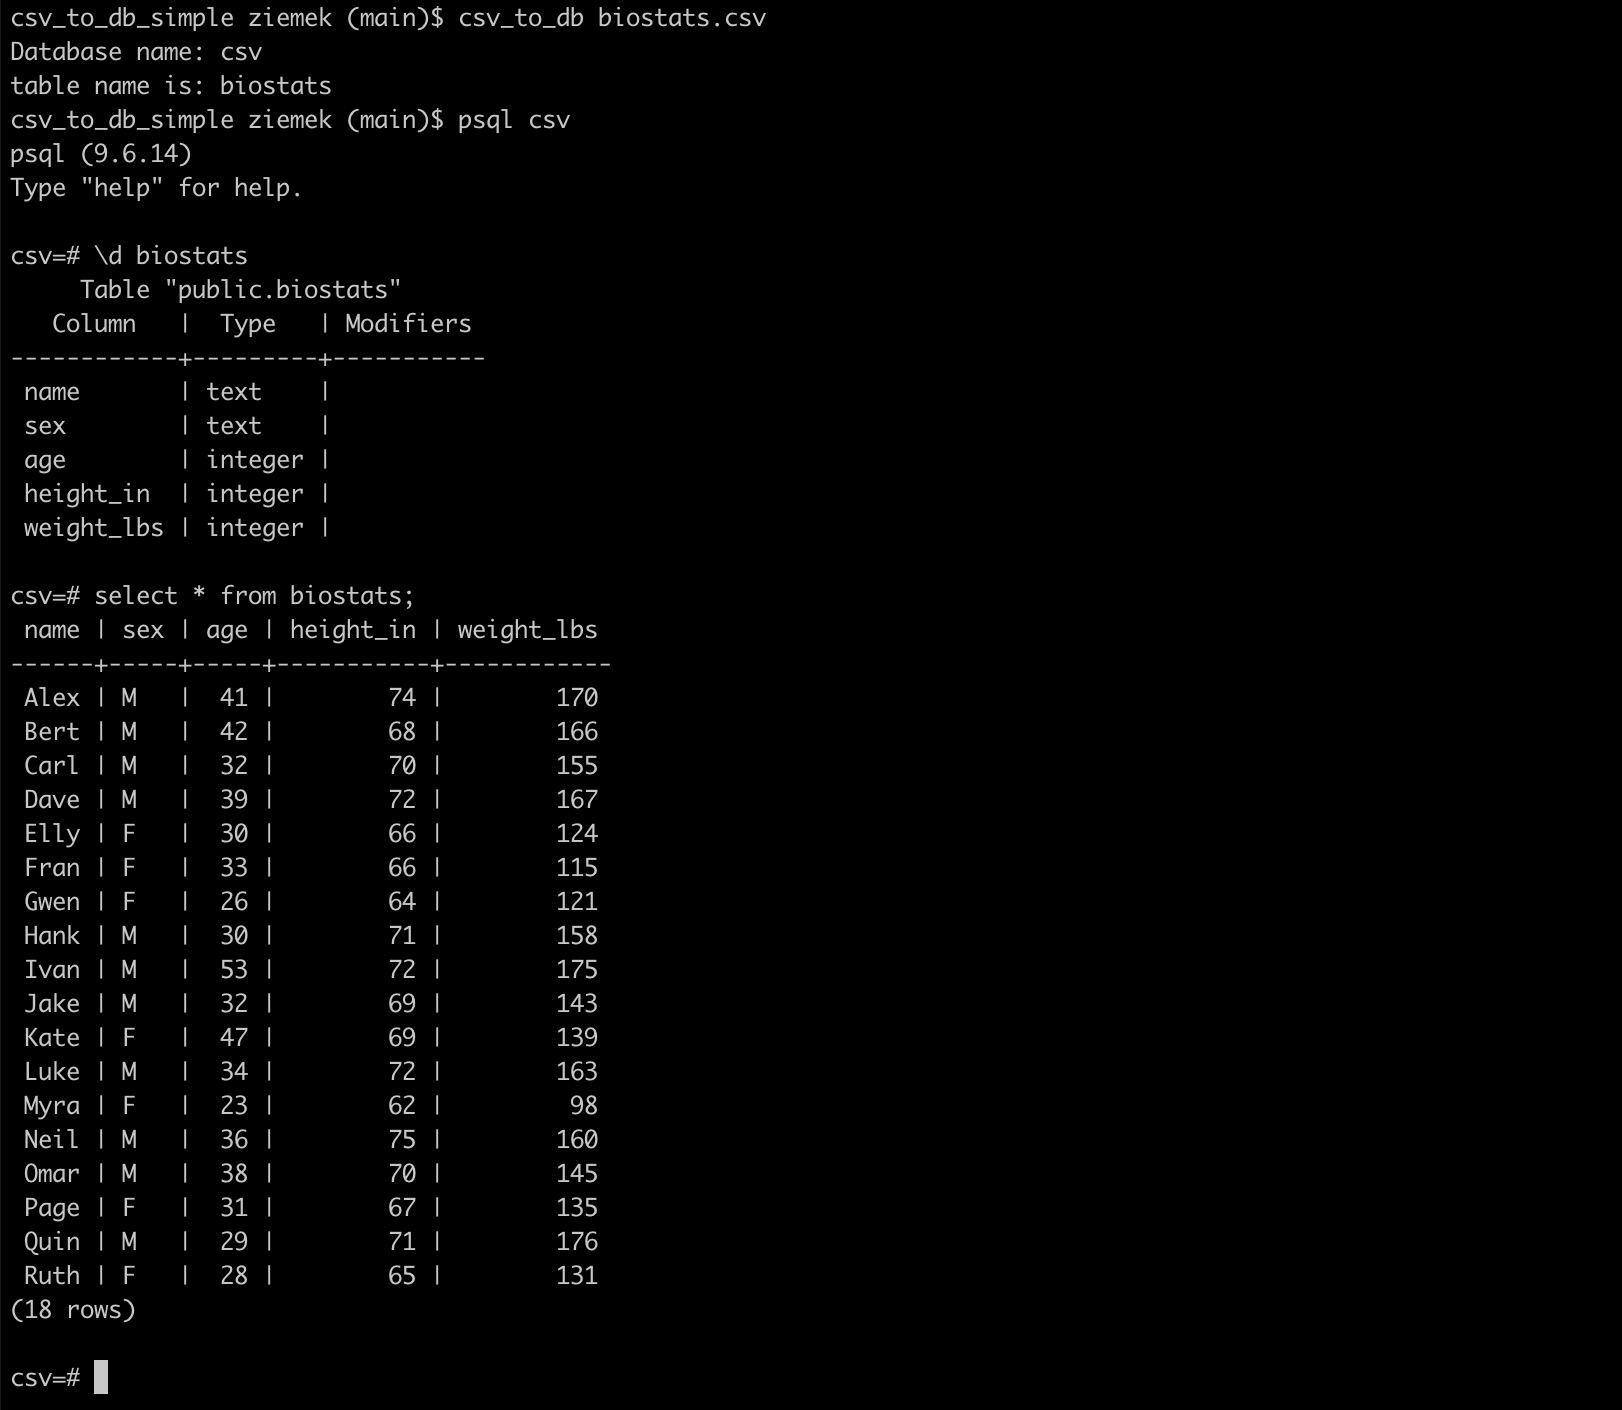 csv_to_db_simple ziemek (main)$ csv_to_db biostats.csv
Database name: csv
table name is: biostats
csv_to_db_simple ziemek (main)$ psql csv
psql (9.6.14)
Type "help" for help.

csv=# \d biostats
     Table "public.biostats"
   Column   |  Type   | Modifiers
------------+---------+-----------
 name       | text    |
 sex        | text    |
 age        | integer |
 height_in  | integer |
 weight_lbs | integer |

csv=# select * from biostats;
 name | sex | age | height_in | weight_lbs
------+-----+-----+-----------+------------
 Alex | M   |  41 |        74 |        170
 Bert | M   |  42 |        68 |        166
 Carl | M   |  32 |        70 |        155
 Dave | M   |  39 |        72 |        167
 Elly | F   |  30 |        66 |        124
 Fran | F   |  33 |        66 |        115
 Gwen | F   |  26 |        64 |        121
 Hank | M   |  30 |        71 |        158
 Ivan | M   |  53 |        72 |        175
 Jake | M   |  32 |        69 |        143
 Kate | F   |  47 |        69 |        139
 Luke | M   |  34 |        72 |        163
 Myra | F   |  23 |        62 |         98
 Neil | M   |  36 |        75 |        160
 Omar | M   |  38 |        70 |        145
 Page | F   |  31 |        67 |        135
 Quin | M   |  29 |        71 |        176
 Ruth | F   |  28 |        65 |        131
(18 rows)

csv=#